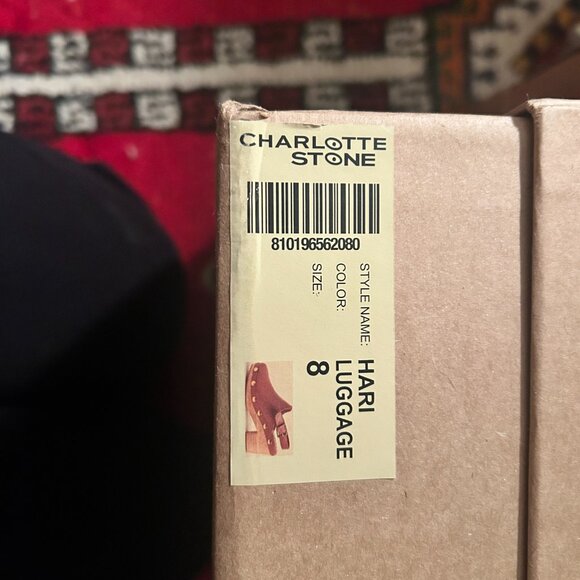 CHARLOTTE
STONE
810196562080
STYLE NAME: HARI
COLOR: LUGGAGE
SIZE: 8